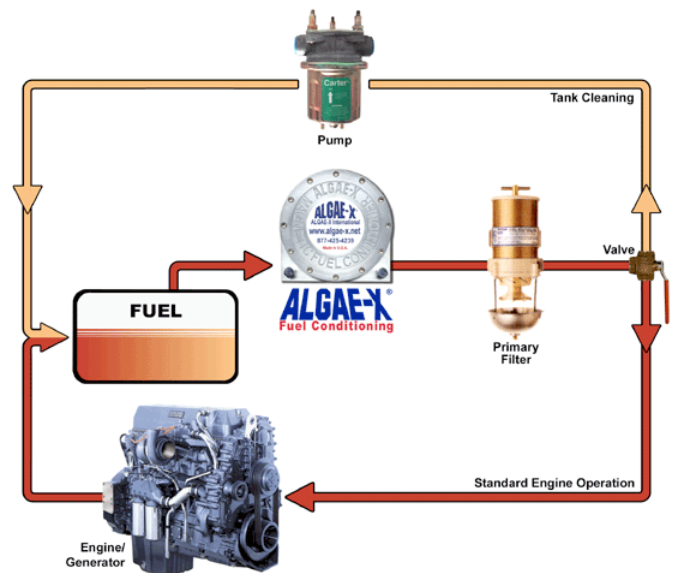 Carter
Pump
Tank Cleaning
ALGAE-X
ALGAE-X International
www.algae-x.net
877-425-4239
Made in U.S.A.
Valve
FUEL
ALGAE-X®
Fuel Conditioning
Primary
Filter
Standard Engine Operation
Engine/
Generator